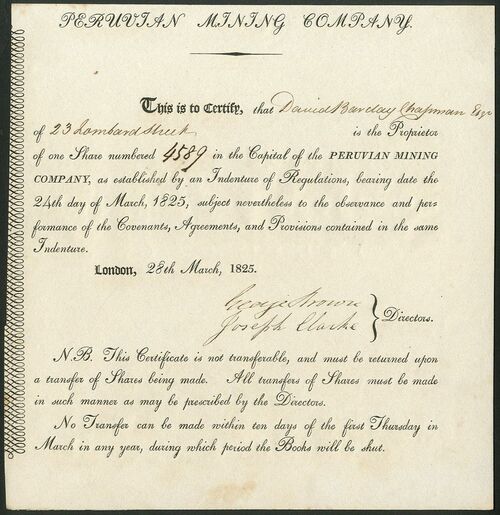 PERUVIAN MINING COMPANY.
This is to Certify, that David Barclay Chapman Esqr
of 23 Lombard Street is the Proprietor
of one Share numbered 4589 in the Capital of the PERUVIAN MINING
COMPANY, as established by an Indenture of Regulations, bearing date the
24th day of March, 1825, subject nevertheless to the observance and per-
formance of the Covenants, Agreements, and Provisions contained in the same
Indenture.
London, 28th March, 1825.
George Brown
Joseph Clarke
Directors.
N.B. This Certificate is not transferable, and must be returned upon
a transfer of Shares being made. All transfers of Shares must be made
in such manner as may be prescribed by the Directors.
No Transfer can be made within ten days of the first Thursday in
March in any year, during which period the Books will be shut.